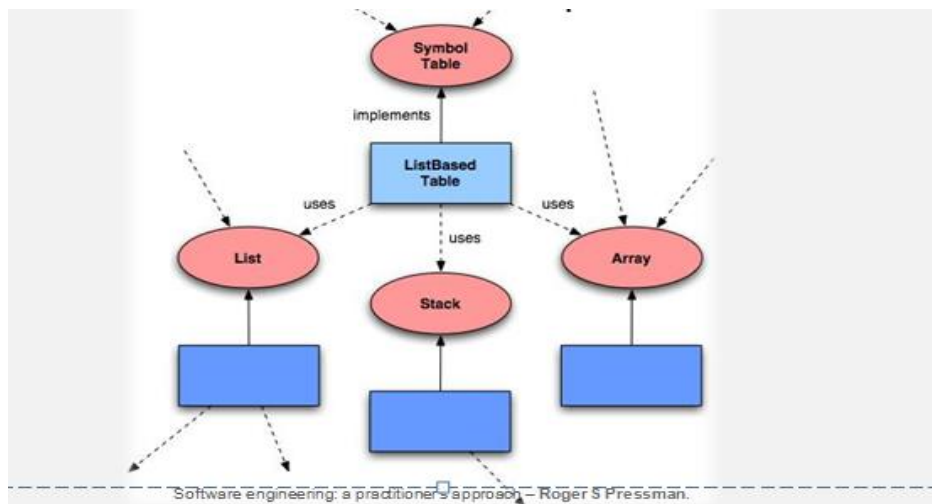 Symbol
Table
implements
ListBased
Table
uses
uses
uses
List
Array
Stack
Software engineering: a practitioner's approach – Roger S Pressman.